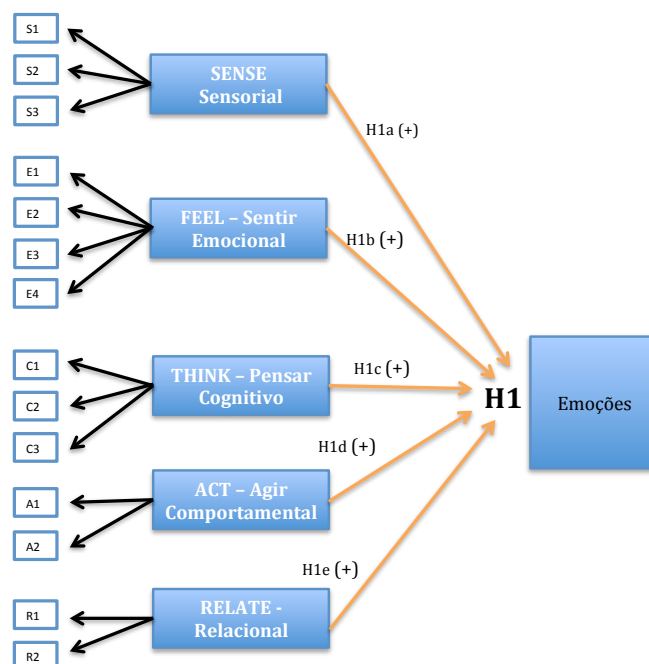 S1
S2
S3
SENSE
Sensorial
H1a (+)
E1
E2
E3
E4
FEEL – Sentir
Emocional
H1b (+)
C1
C2
C3
THINK – Pensar
Cognitivo
H1c (+)
H1
Emoções
A1
A2
ACT – Agir
Comportamental
H1d (+)
R1
R2
RELATE -
Relacional
H1e (+)